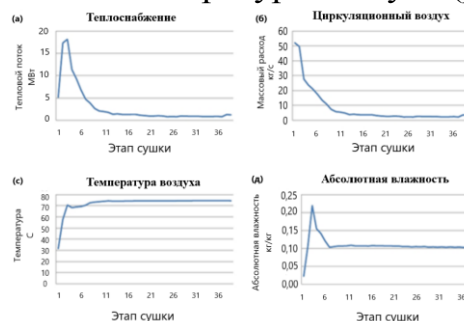 (а) Теплоснабжение
Тепловой поток
МВт
20
15
10
5
0
1 6 11 16 21 26 31 36
Этап сушки
(б) Циркуляционный воздух
Массовый расход
кг/с
60
50
40
30
20
10
0
1 6 11 16 21 26 31 36
Этап сушки
(с) Температура воздуха
Температура
С
80
70
60
50
40
30
20
10
0
1 6 11 16 21 26 31 36
Этап сушки
(д) Абсолютная влажность
Абсолютная влажность
кг/кг
0,25
0,20
0,15
0,10
0,05
0,00
1 6 11 16 21 26 31 36
Этап сушки